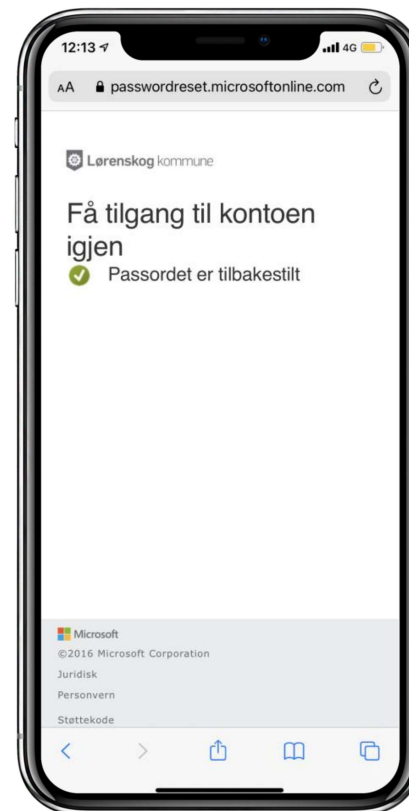 12:13
4G
AA passwordreset.microsoftonline.com
Lørenskog kommune
Få tilgang til kontoen
igjen
Passordet er tilbakestilt
Microsoft
©2016 Microsoft Corporation
Juridisk
Personvern
Støttekode